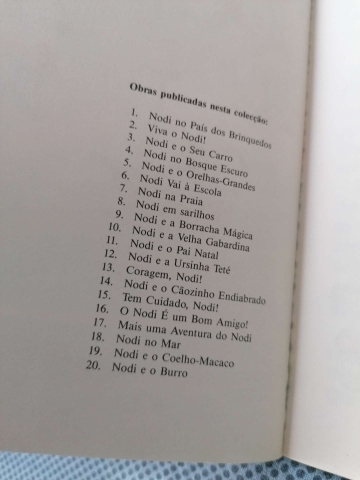 Obras publicadas nesta colecção:
1. Nodi no País dos Brinquedos
2. Viva o Nodi!
3. Nodi e o Seu Carro
4. Nodi no Bosque Escuro
5. Nodi e o Orelhas-Grandes
6. Nodi Vai à Escola
7. Nodi na Praia
8. Nodi em sarilhos
9. Nodi e a Borracha Mágica
10. Nodi e a Velha Gabardina
11. Nodi e o Pai Natal
12. Nodi e a Ursinha Teté
13. Coragem, Nodi!
14. Nodi e o Cãozinho Endiabrado
15. Tem Cuidado, Nodi!
16. O Nodi É um Bom Amigo!
17. Mais uma Aventura do Nodi
18. Nodi no Mar
19. Nodi e o Coelho-Macaco
20. Nodi e o Burro